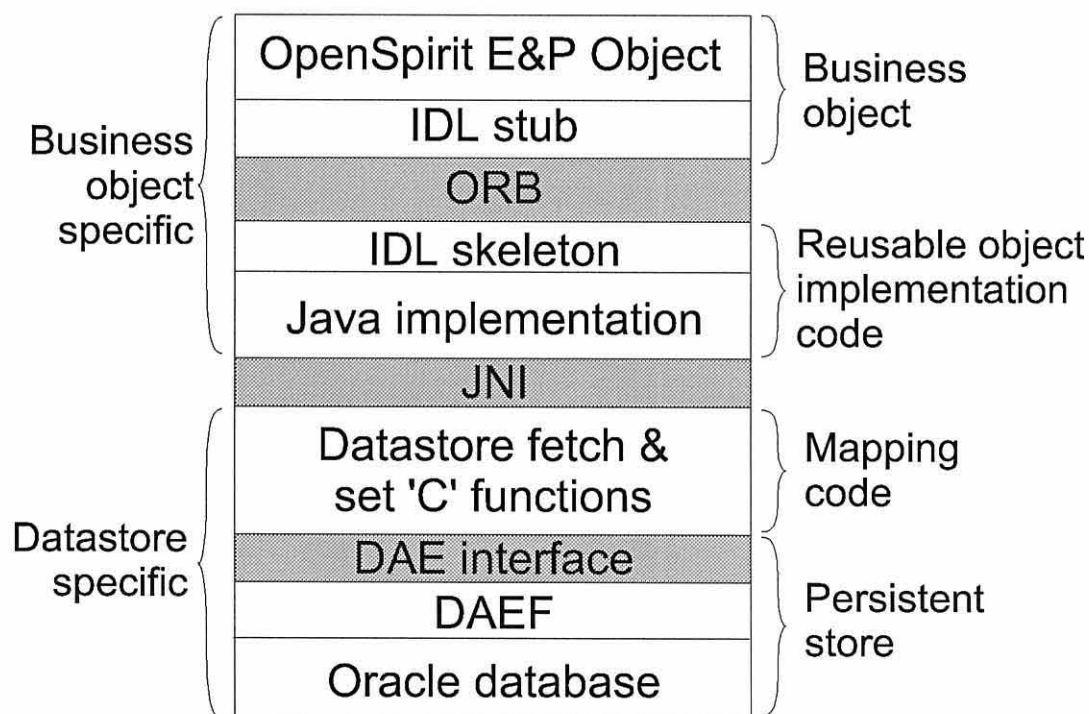 OpenSpirit E&P Object
IDL stub
ORB
IDL skeleton
Java implementation
JNI
Datastore fetch &
set 'C' functions
DAE interface
DAEF
Oracle database
Business
object
specific
Datastore
specific
Business
object
Reusable object
implementation
code
Mapping
code
Persistent
store